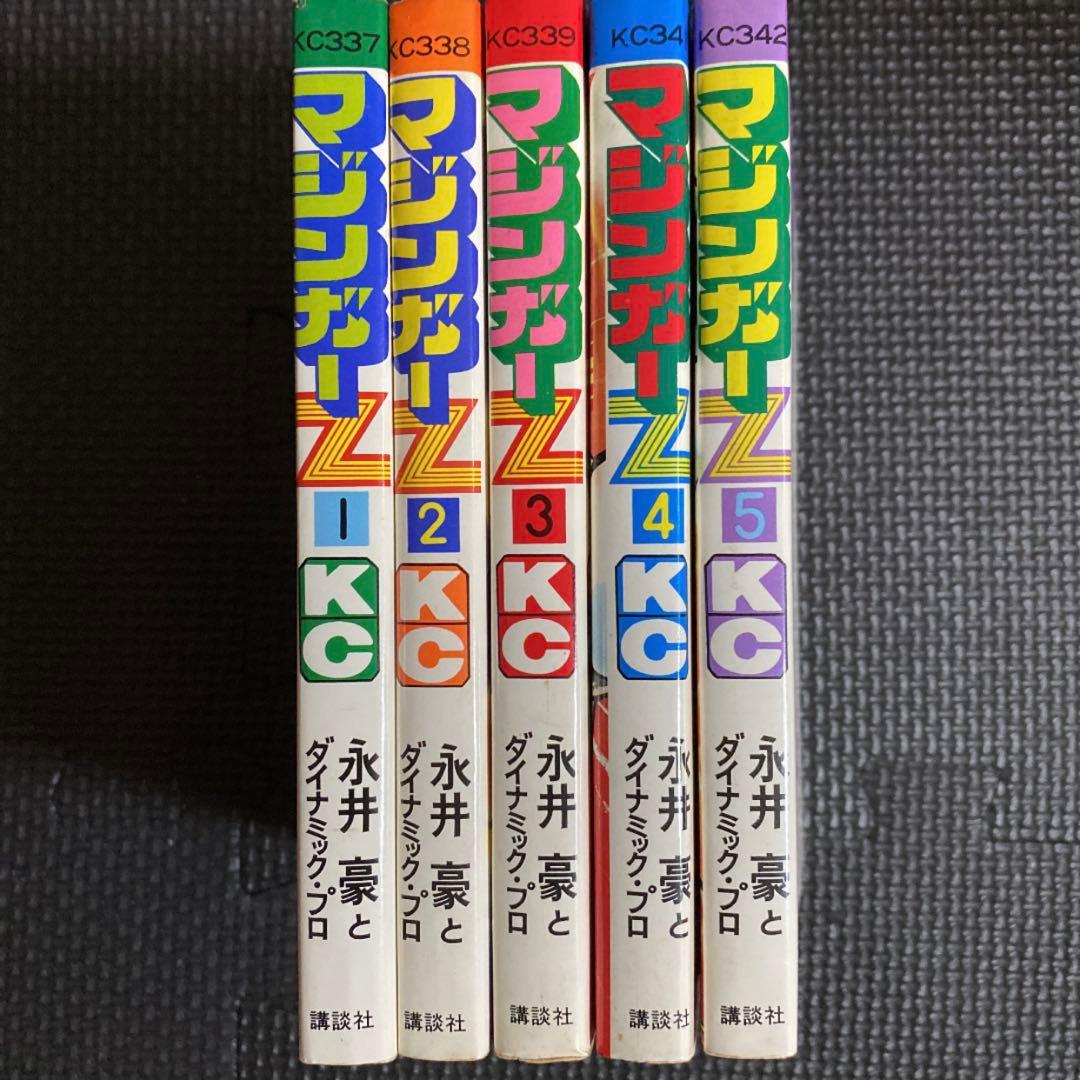 KC337
マジンガーZ
1
KC
永井豪と
ダイナミック・プロ
講談社
KC338
マジンガーZ
2
KC
永井豪と
ダイナミック・プロ
講談社
KC339
マジンガーZ
3
KC
永井豪と
ダイナミック・プロ
講談社
KC34
マジンガーZ
4
KC
永井豪と
ダイナミック・プロ
講談社
KC342
マジンガーZ
5
KC
永井豪と
ダイナミック・プロ
講談社